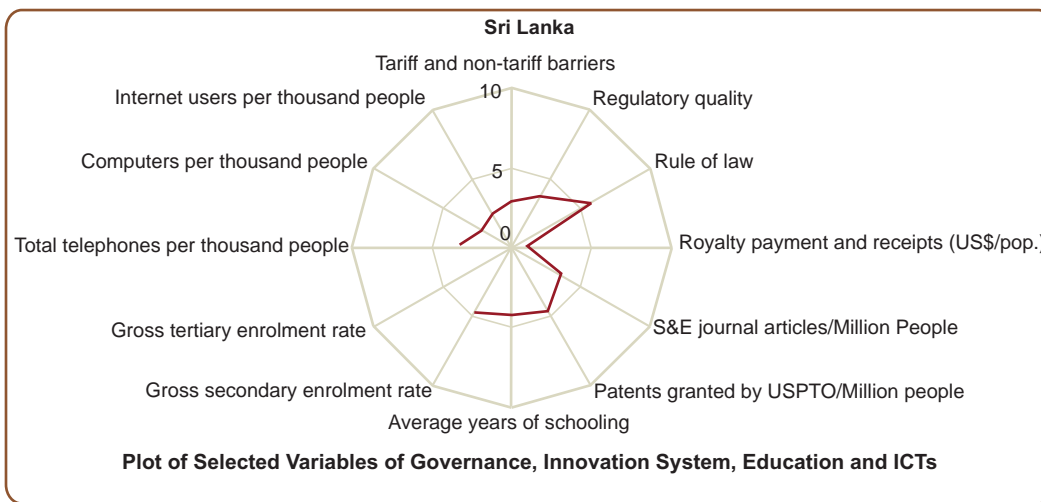 Sri Lanka
Tariff and non-tariff barriers
Internet users per thousand people
10
Regulatory quality
Computers per thousand people
5
Rule of law
Total telephones per thousand people
0
Royalty payment and receipts (US$/pop.)
Gross tertiary enrolment rate
S&E journal articles/Million People
Gross secondary enrolment rate
Patents granted by USPTO/Million people
Average years of schooling
Plot of Selected Variables of Governance, Innovation System, Education and ICTs